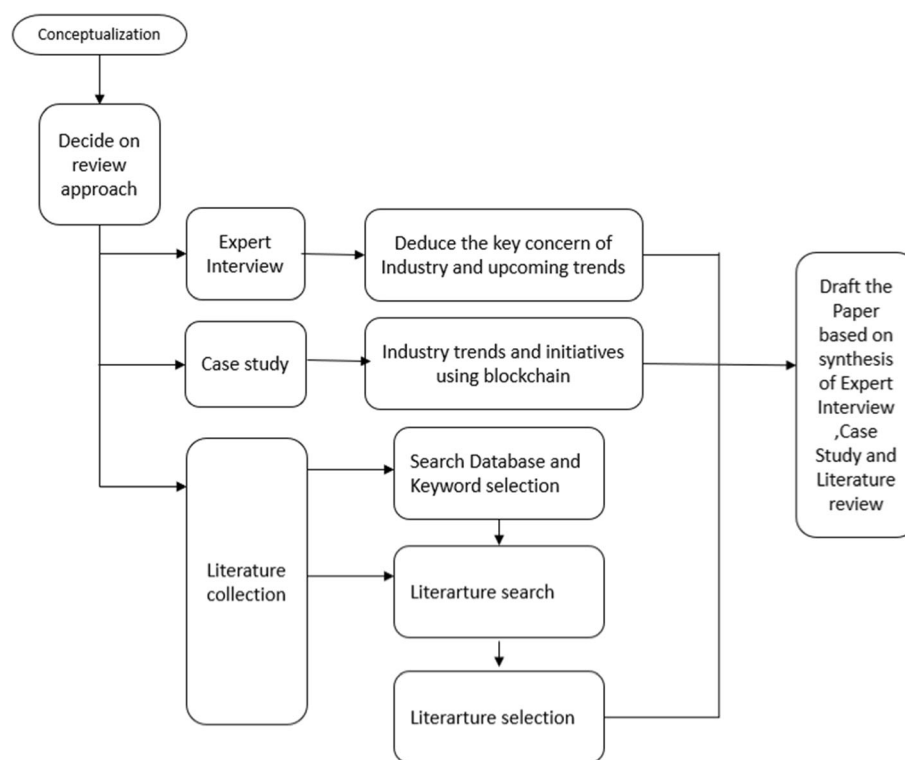 Conceptualization
Decide on
review
approach
Expert
Interview
Deduce the key concern of
Industry and upcoming trends
Case study
Industry trends and initiatives
using blockchain
Literature
collection
Search Database and
Keyword selection
Literarture search
Literarture selection
Draft the
Paper
based on
synthesis
of Expert
Interview
,Case
Study and
Literature
review